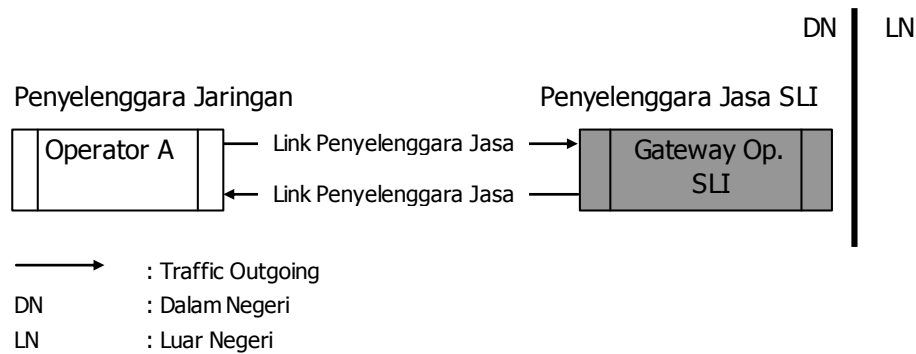 DN LN
Penyelenggara Jaringan Penyelenggara Jasa SLI
Operator A
Link Penyelenggara Jasa
Link Penyelenggara Jasa
Gateway Op.
SLI
: Traffic Outgoing
DN : Dalam Negeri
LN : Luar Negeri